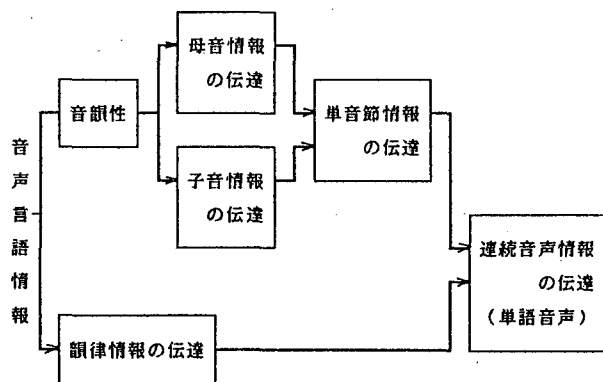 音声言語情報
音韻性
母音情報
の伝達
子音情報
の伝達
単音節情報
の伝達
韻律情報の伝達
連続音声情報
の伝達
（単語音声）